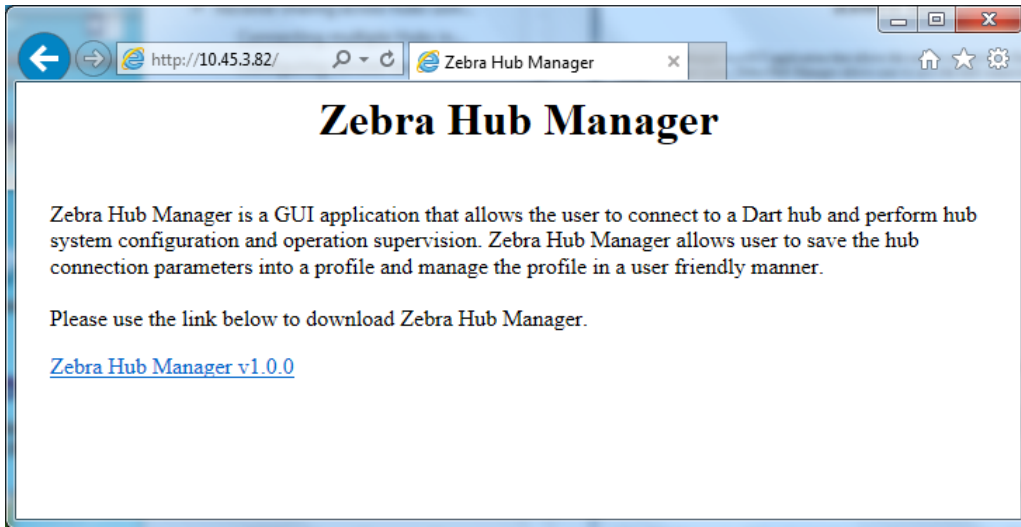 http://10.45.3.82/
Zebra Hub Manager
Zebra Hub Manager
Zebra Hub Manager is a GUI application that allows the user to connect to a Dart hub and perform hub
system configuration and operation supervision. Zebra Hub Manager allows user to save the hub
connection parameters into a profile and manage the profile in a user friendly manner.
Please use the link below to download Zebra Hub Manager.
Zebra Hub Manager v1.0.0